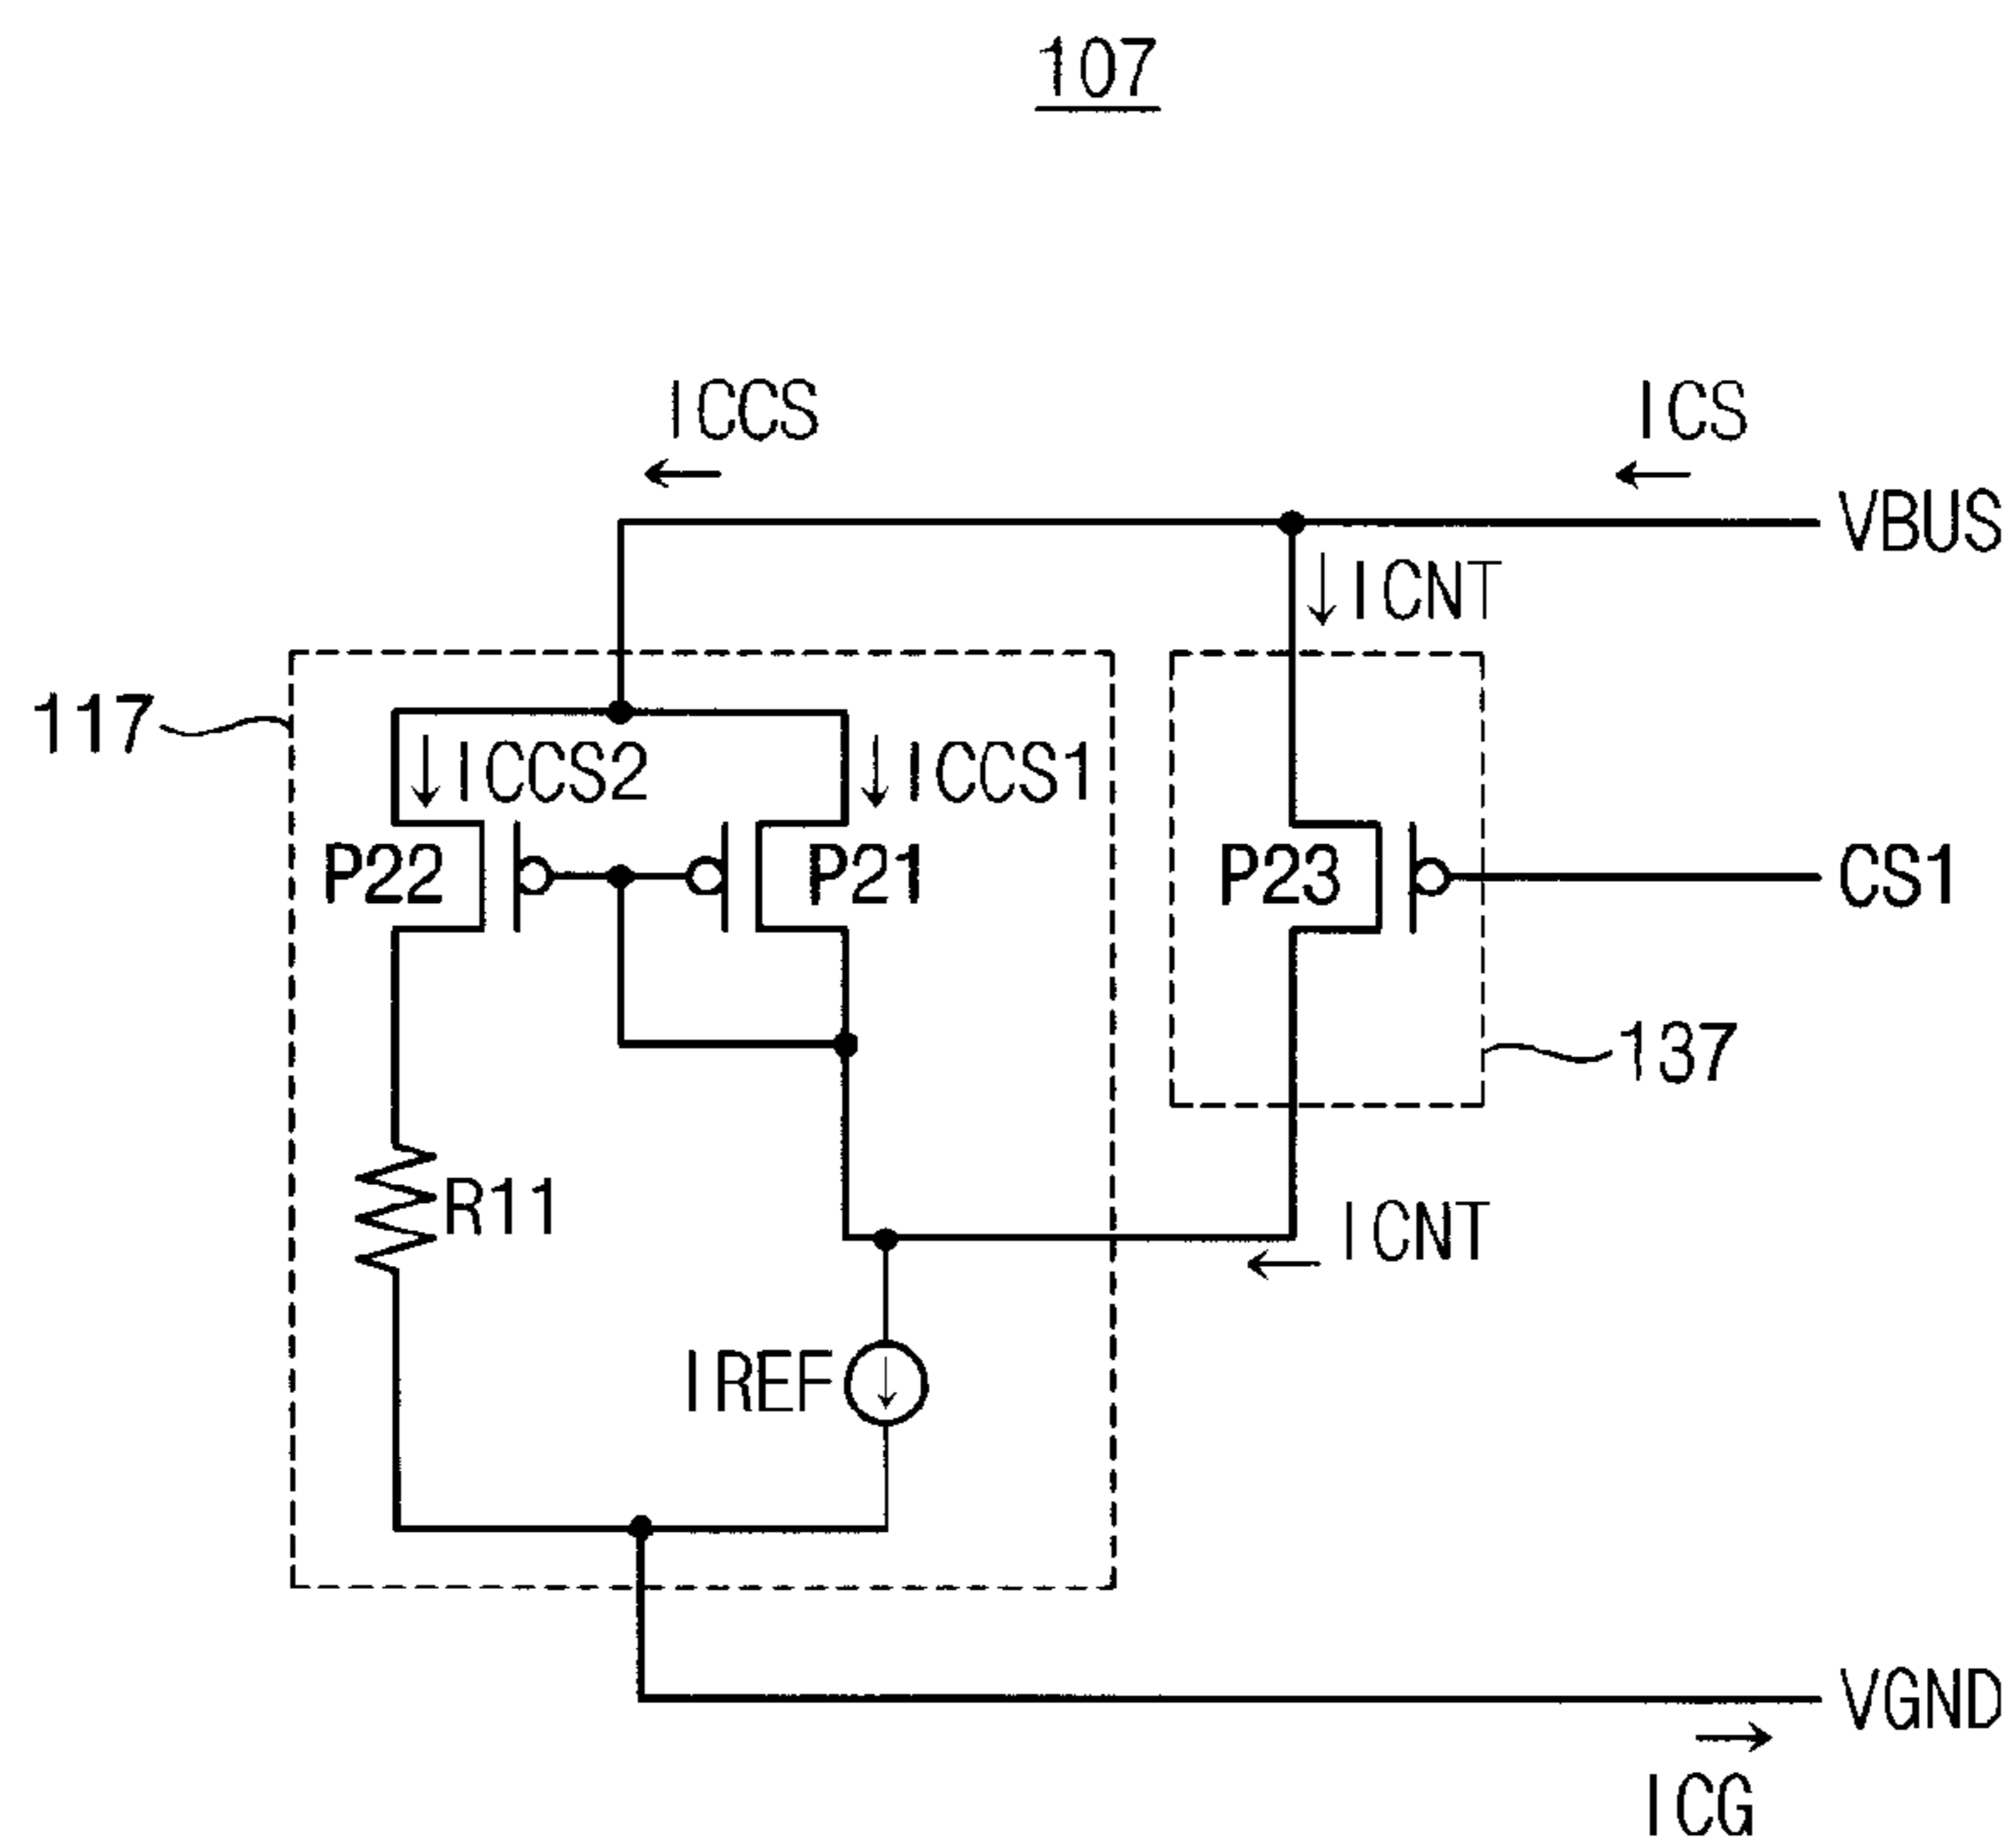 107
ICCS
ICS
VBUS
ICNT
117
ICCS2
ICCS1
P22
P21
P23
CS1
137
R11
ICNT
IREF
VGND
ICG